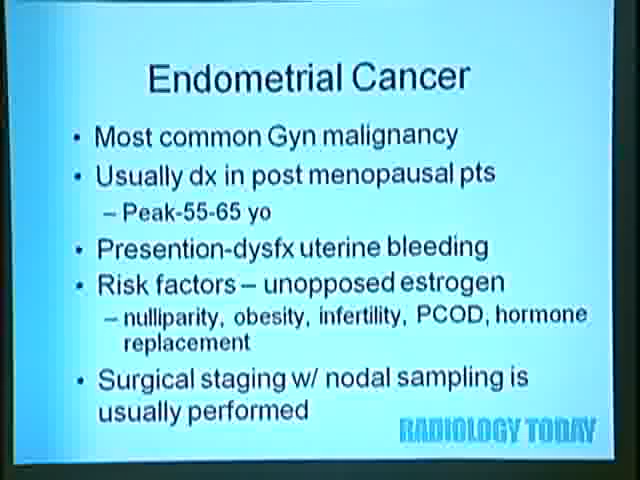 Endometrial Cancer
• Most common Gyn malignancy
• Usually dx in post menopausal pts
– Peak-55-65 yo
• Presention-dysfx uterine bleeding
• Risk factors – unopposed estrogen
– nulliparity, obesity, infertility, PCOD, hormone
replacement
• Surgical staging w/ nodal sampling is
usually performed
RADIOLOGY TODAY